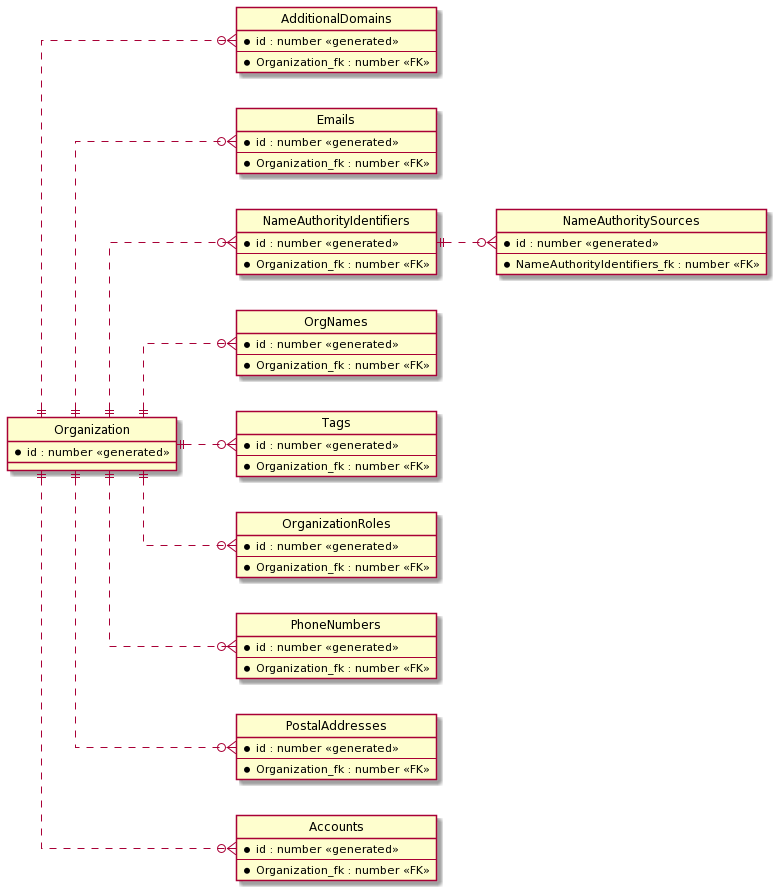 AdditionalDomains
id : number «generated»
Organization_fk : number «FK»
Emails
id : number «generated»
Organization_fk : number «FK»
NameAuthorityIdentifiers
id : number «generated»
Organization_fk : number «FK»
NameAuthoritySources
id : number «generated»
NameAuthorityIdentifiers_fk : number «FK»
OrgNames
id : number «generated»
Organization_fk : number «FK»
Organization
id : number «generated»
Tags
id : number «generated»
Organization_fk : number «FK»
OrganizationRoles
id : number «generated»
Organization_fk : number «FK»
PhoneNumbers
id : number «generated»
Organization_fk : number «FK»
PostalAddresses
id : number «generated»
Organization_fk : number «FK»
Accounts
id : number «generated»
Organization_fk : number «FK»